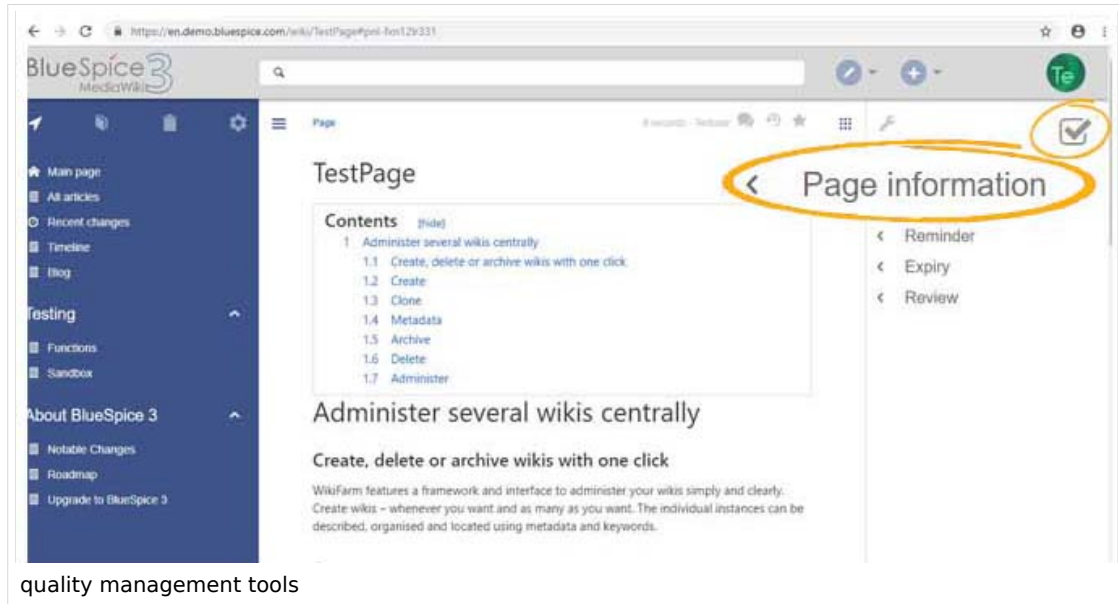 https://en.demo.bluespice.com/wiki/TestPage
BlueSpice 3
MediaWiki
Te
Page
TestPage
Page information
Reminder
Expiry
Review
Main page
All articles
Recent changes
Timeline
Blog
Testing
Functions
Sandbox
About BlueSpice 3
Notable Changes
Roadmap
Upgrade to BlueSpice 3
Contents [hide]
1 Administer several wikis centrally
1.1 Create, delete or archive wikis with one click
1.2 Create
1.3 Clone
1.4 Metadata
1.5 Archive
1.6 Delete
1.7 Administer
Administer several wikis centrally
Create, delete or archive wikis with one click
WikiFarm features a framework and interface to administer your wikis simply and clearly.
Create wikis – whenever you want and as many as you want. The individual instances can be
described, organised and located using metadata and keywords.
quality management tools